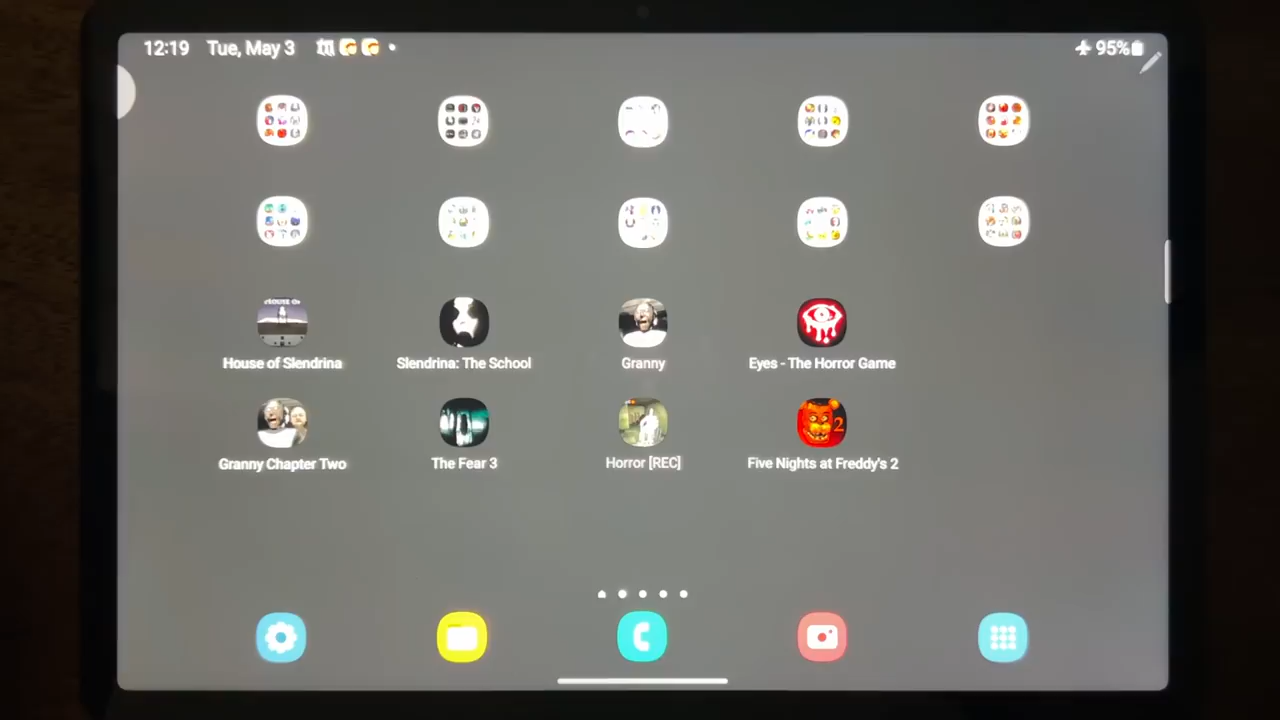 12:19 Tue, May 3 95%
House of Slendrina Slendrina: The School Granny Eyes - The Horror Game
Granny Chapter Two The Fear 3 Horror [REC] Five Nights at Freddy's 2
2